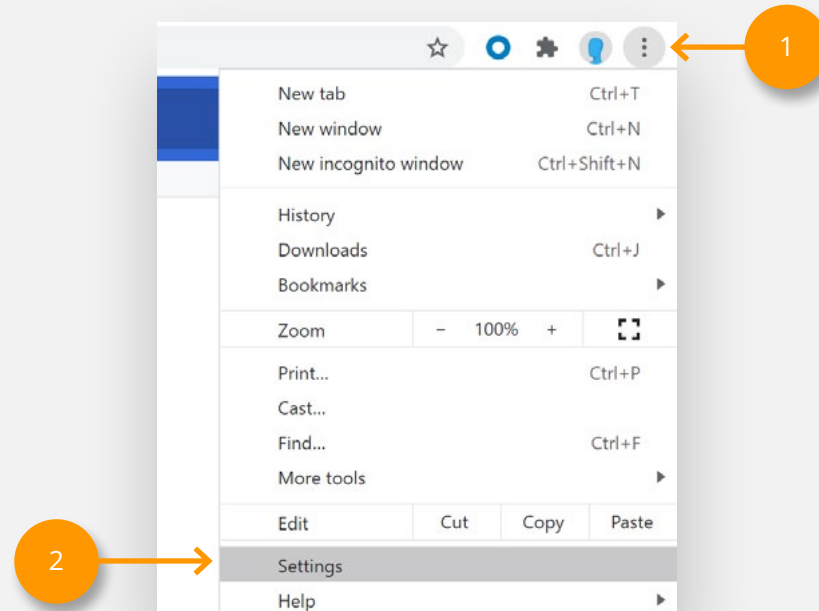 1
New tab Ctrl+T
New window Ctrl+N
New incognito window Ctrl+Shift+N
History
Downloads Ctrl+J
Bookmarks
Zoom - 100% +
Print... Ctrl+P
Cast...
Find... Ctrl+F
More tools
Edit Cut Copy Paste
2 Settings
Help